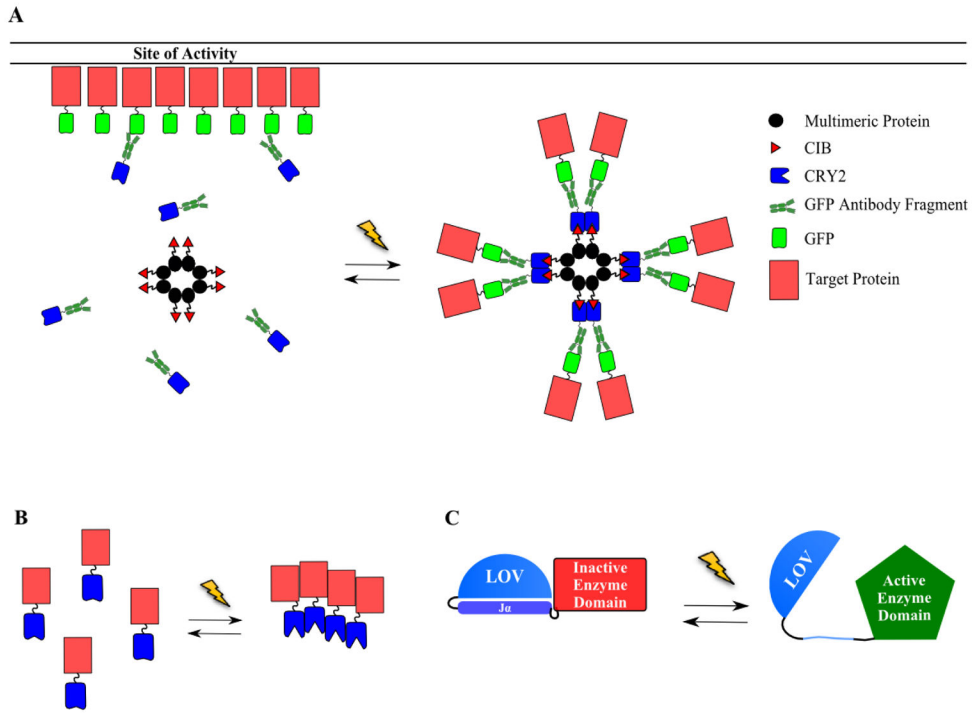 A
Site of Activity
Multimeric Protein
CIB
CRY2
GFP Antibody Fragment
GFP
Target Protein
B
C
LOV
Jα
Inactive
Enzyme
Domain
LOV
Active
Enzyme
Domain